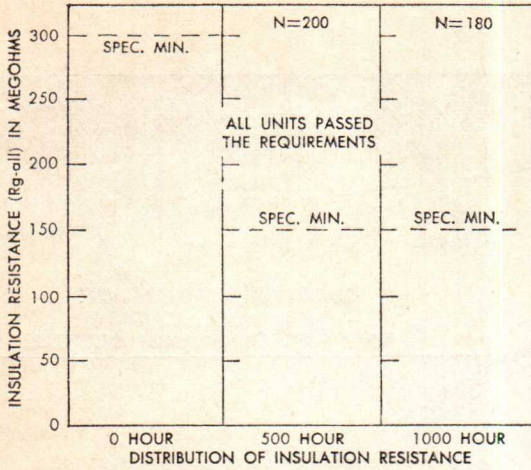 N=200
N=180
300
SPEC. MIN.
250
ALL UNITS PASSED
THE REQUIREMENTS
200
SPEC. MIN.
SPEC. MIN.
150
100
50
0
INSULATION RESISTANCE (Rg-all) IN MEGOHMS
0 HOUR
500 HOUR
1000 HOUR
DISTRIBUTION OF INSULATION RESISTANCE